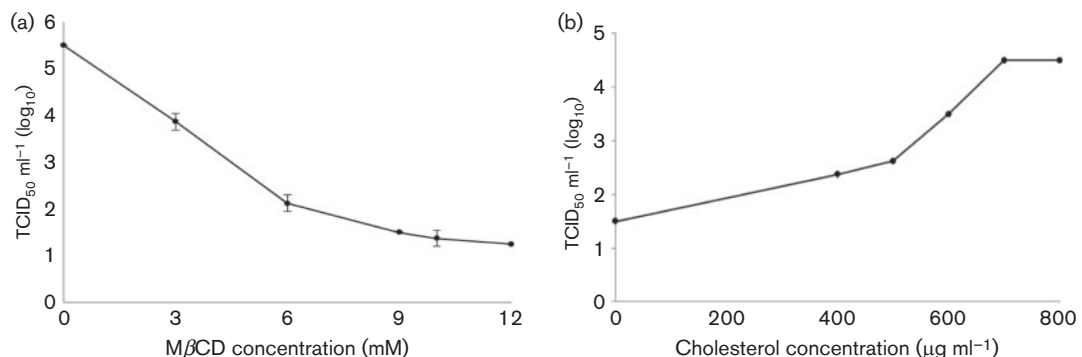 (a)
6
5
4
3
2
1
0
TCID₅₀ ml⁻¹ (log₁₀)
0 3 6 9 12
MβCD concentration (mM)
(b)
5
4
3
2
1
0
TCID₅₀ ml⁻¹ (log₁₀)
0 200 400 600 800
Cholesterol concentration (μg ml⁻¹)